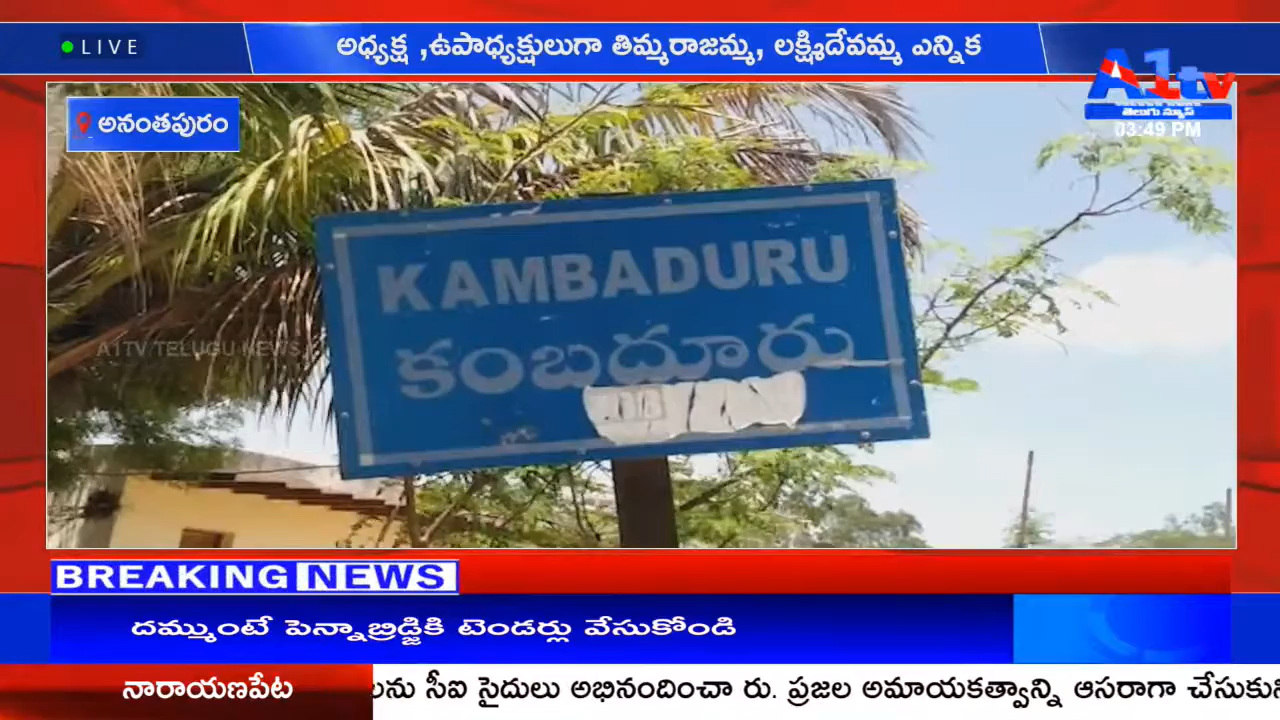 LIVE
అధ్యక్ష ,ఉపాధ్యక్షులుగా తిమ్మరాజమ్మ, లక్ష్మిదేవమ్మ ఎన్నిక
A1tv
తెలుగు న్యూస్
03:49 PM
అనంతపురం
KAMBADURU
కంబదూరు
A1TV TELUGU NEWS
BREAKING NEWS
దమ్ముంటే పెన్నాబ్రిడ్జికి టెండర్లు వేసుకోండి
నారాయణపేట
లను సీఐ సైదులు అభినందించా రు. ప్రజల అమాయకత్వాన్ని ఆసరాగా చేసుకుని